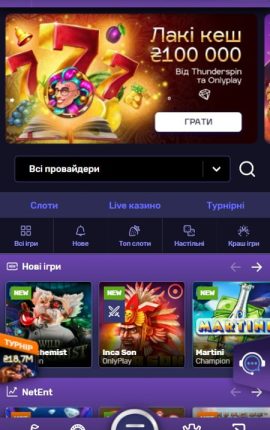 Лакі кеш
₴100 000
Від Thunderspin
та Onlyplay
ГРАТИ
Всі провайдери
Слоти Live казино Турнірні
Всі ігри Нове Топ слоти Настільні Краш ігри
Нові ігри
NEW NEW NEW
WILD
chemist Inca Son Martini
OnlyPlay Champion
MARTINI
ТУРНІР
₴18,7M
NetEnt